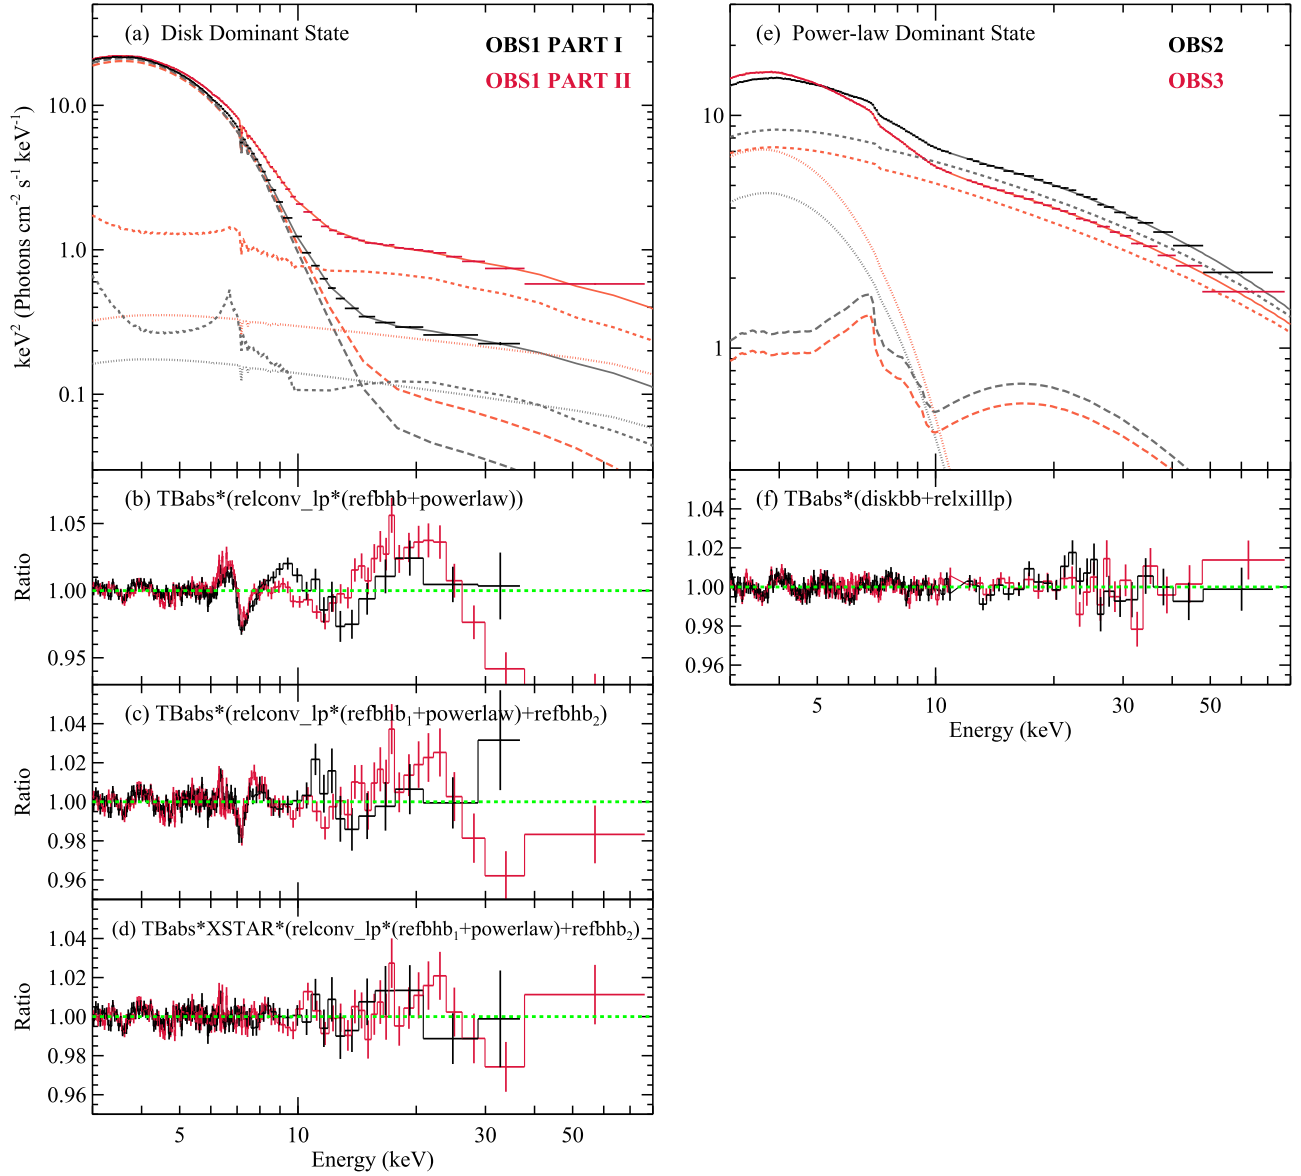 (a) Disk Dominant State
OBS1 PART I
OBS1 PART II
keV² (Photons cm⁻² s⁻¹ keV⁻¹)
10.0
1.0
0.1
(b) TBabs*(relconv_lp*(refbhb+powerlaw))
Ratio
1.05
1.00
0.95
(c) TBabs*(relconv_lp*(refbhb₁+powerlaw)+refbhb₂)
Ratio
1.04
1.02
1.00
0.98
0.96
(d) TBabs*XSTAR*(relconv_lp*(refbhb₁+powerlaw)+refbhb₂)
Ratio
1.04
1.02
1.00
0.98
0.96
5 10 30 50
Energy (keV)
(e) Power-law Dominant State
OBS2
OBS3
10
1
(f) TBabs*(diskbb+relxilllp)
Ratio
1.04
1.02
1.00
0.98
0.96
5 10 30 50
Energy (keV)